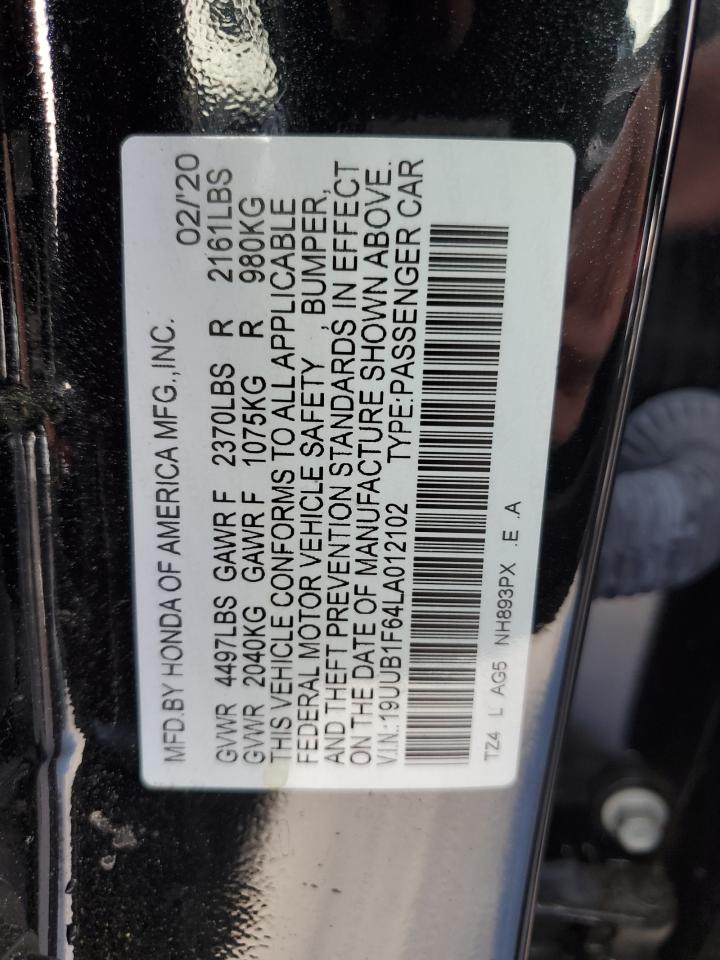 MFD.BY HONDA OF AMERICA MFG.,INC. 02/'20
GVWR 4497LBS GAWR F 2370LBS R 2161LBS
GVWR 2040KG GAWR F 1075KG R 980KG
THIS VEHICLE CONFORMS TO ALL APPLICABLE
FEDERAL MOTOR VEHICLE SAFETY , BUMPER,
AND THEFT PREVENTION STANDARDS IN EFFECT
ON THE DATE OF MANUFACTURE SHOWN ABOVE.
V.I.N.:19UUB1F64LA012102 TYPE:PASSENGER CAR
TZ4 L AG5 NH893PX .E .A